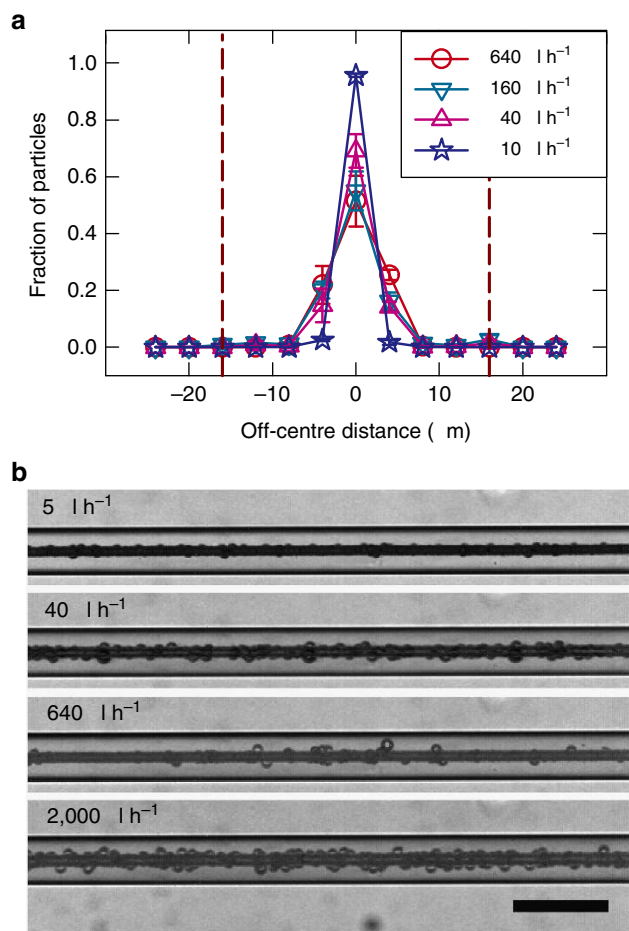 a
1.0
0.8
0.6
0.4
0.2
0.0
Fraction of particles
640 l h⁻¹
160 l h⁻¹
40 l h⁻¹
10 l h⁻¹
–20 –10 0 10 20
Off-centre distance ( m)
b
5 l h⁻¹
40 l h⁻¹
640 l h⁻¹
2,000 l h⁻¹